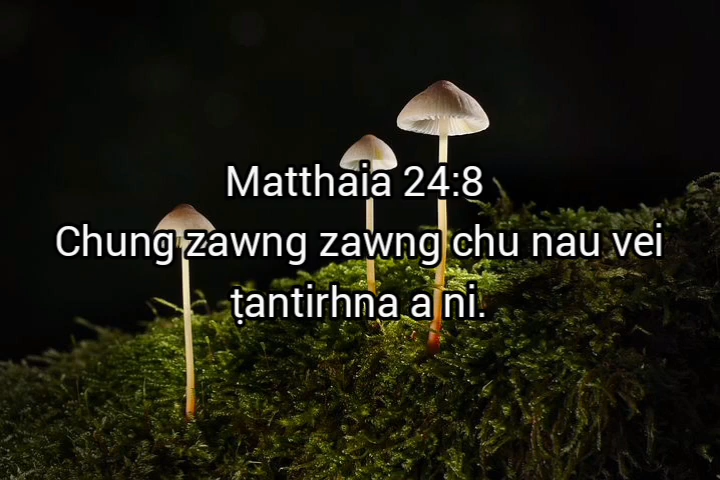 Matthaia 24:8
Chung zawng zawng chu nau vei
ṭantirhna a ni.